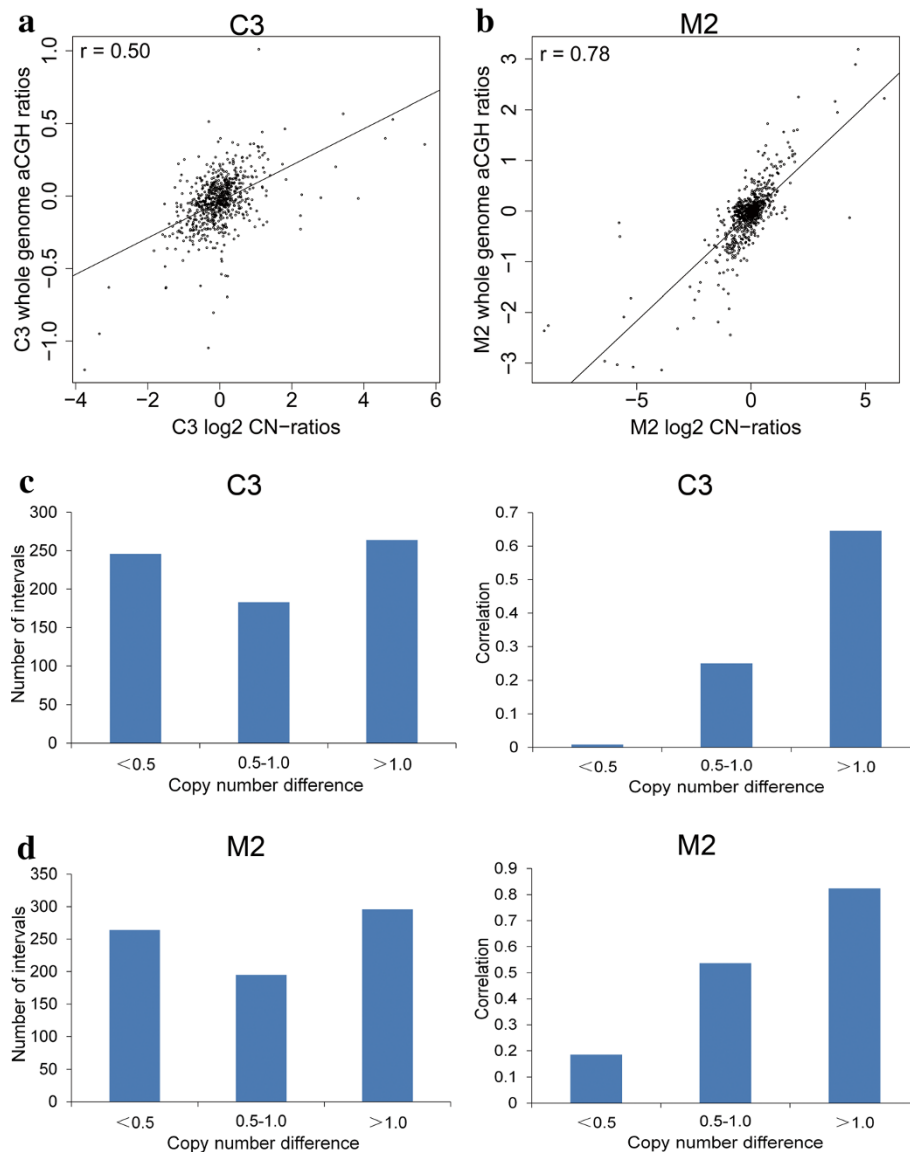 a
C3
r = 0.50
C3 whole genome aCGH ratios
1.0
0.5
0.0
−0.5
−1.0
−4
−2
0
2
4
6
C3 log2 CN−ratios
b
M2
r = 0.78
M2 whole genome aCGH ratios
3
2
1
0
−1
−2
−3
−5
0
5
M2 log2 CN−ratios
c
C3
Number of intervals
300
250
200
150
100
50
0
<0.5
0.5-1.0
>1.0
Copy number difference
C3
Correlation
0.7
0.6
0.5
0.4
0.3
0.2
0.1
0
<0.5
0.5-1.0
>1.0
Copy number difference
d
M2
Number of intervals
350
300
250
200
150
100
50
0
<0.5
0.5-1.0
>1.0
Copy number difference
M2
Correlation
0.9
0.8
0.7
0.6
0.5
0.4
0.3
0.2
0.1
0
<0.5
0.5-1.0
>1.0
Copy number difference